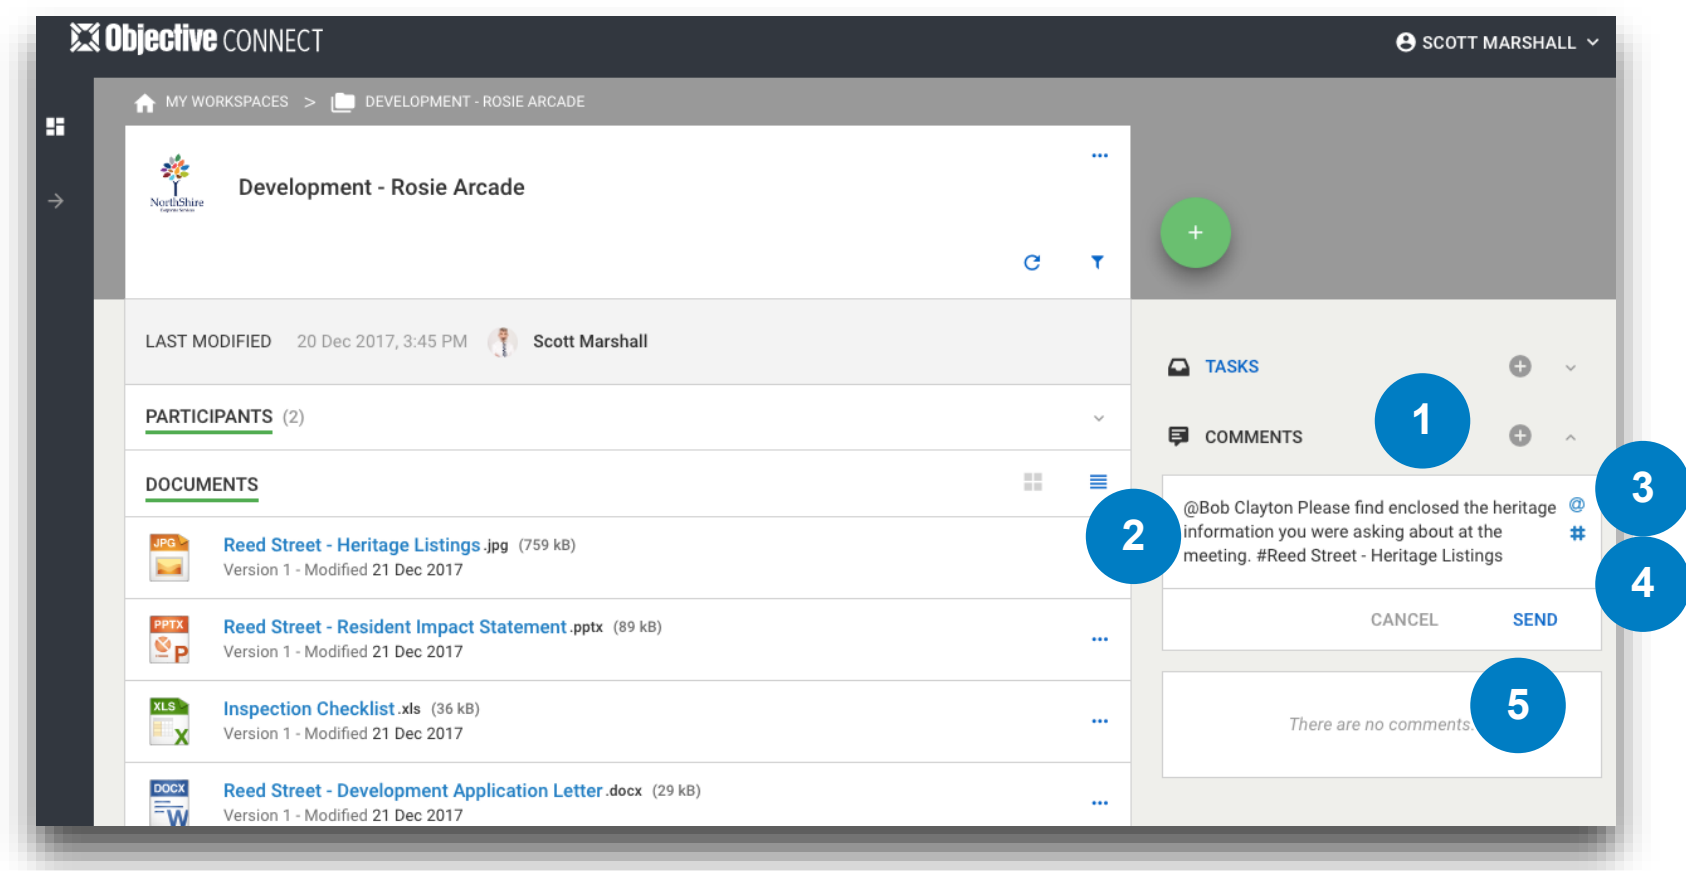 Objective CONNECT
SCOTT MARSHALL
MY WORKSPACES > DEVELOPMENT - ROSIE ARCADE
NorthShire
Development - Rosie Arcade
+
LAST MODIFIED 20 Dec 2017, 3:45 PM Scott Marshall
TASKS
PARTICIPANTS (2)
1
COMMENTS
DOCUMENTS
3
@Bob Clayton Please find enclosed the heritage @
2
information you were asking about at the #
meeting. #Reed Street - Heritage Listings
4
CANCEL SEND
5
There are no comments.
JPG
Reed Street - Heritage Listings.jpg (759 kB)
Version 1 - Modified 21 Dec 2017
PPTX
P
Reed Street - Resident Impact Statement.pptx (89 kB)
Version 1 - Modified 21 Dec 2017
XLS
X
Inspection Checklist.xls (36 kB)
Version 1 - Modified 21 Dec 2017
DOCX
W
Reed Street - Development Application Letter.docx (29 kB)
Version 1 - Modified 21 Dec 2017